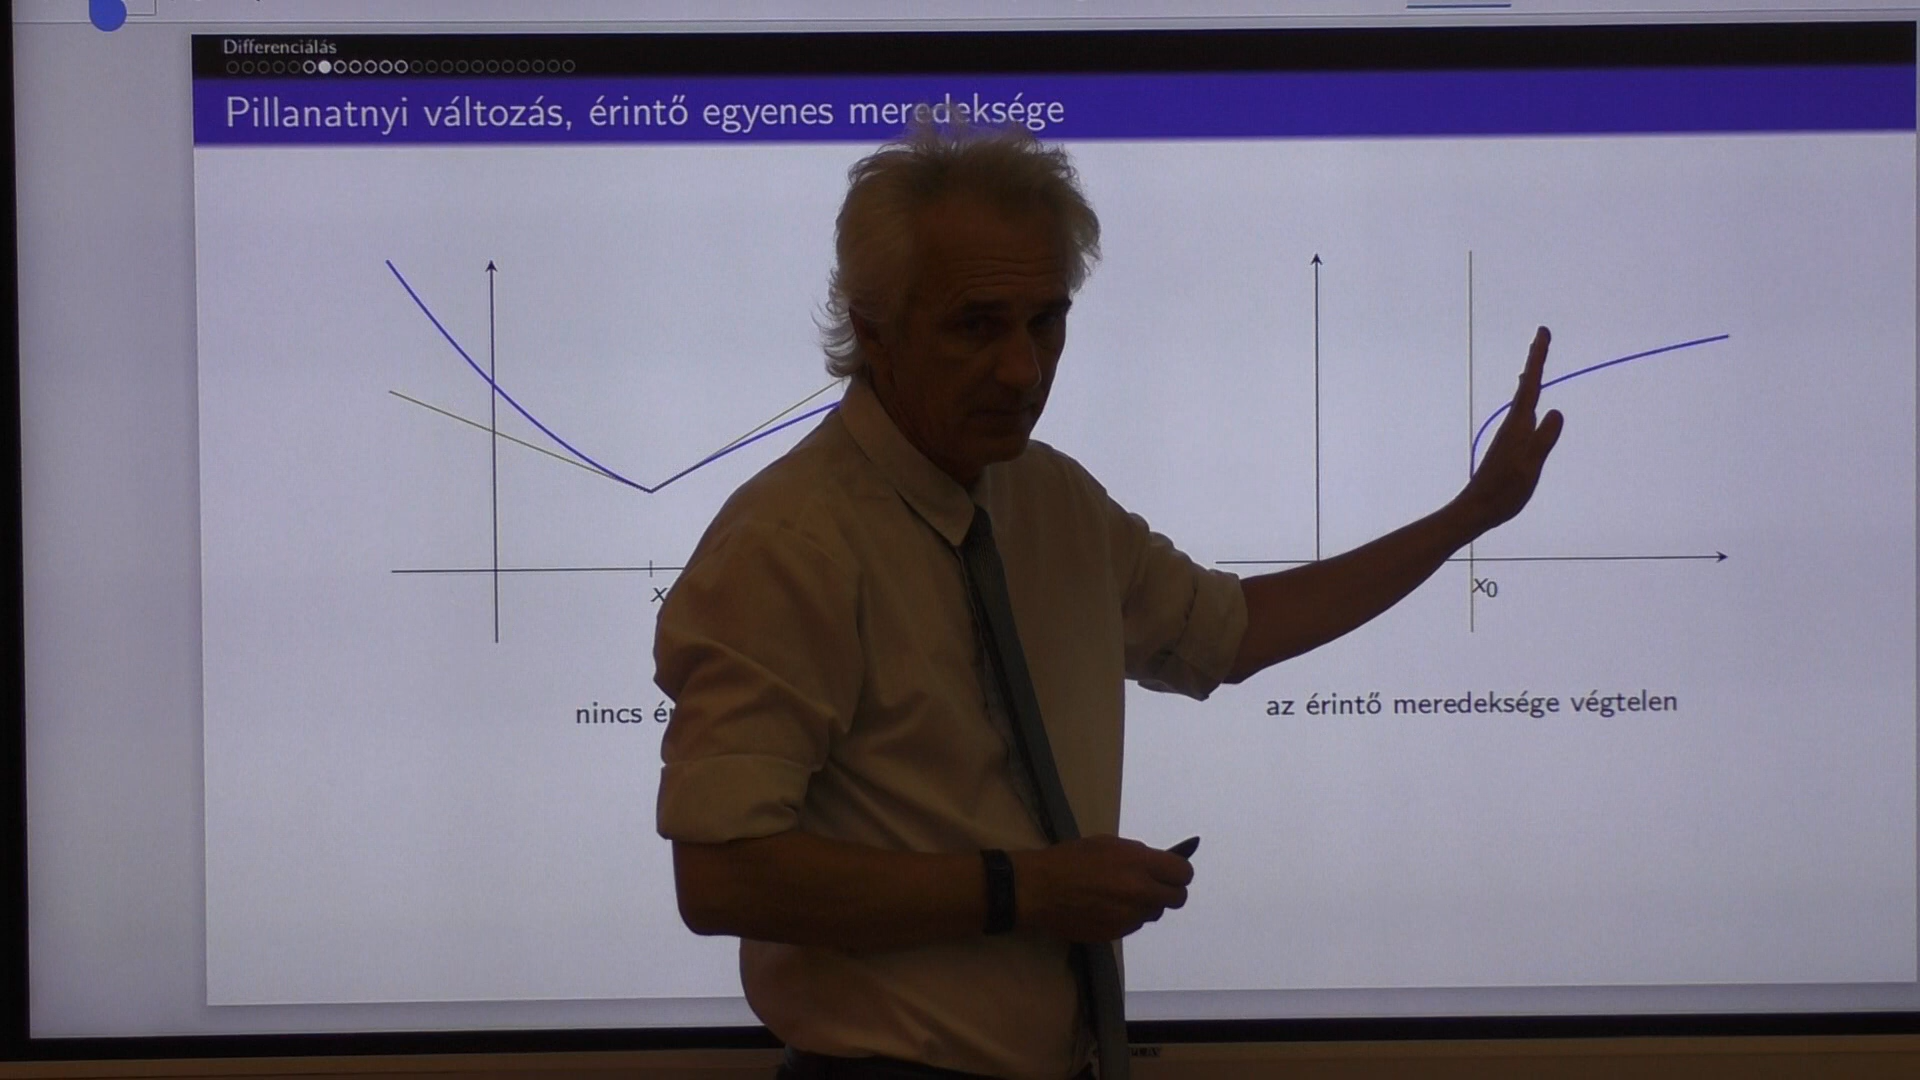 Differenciálás
Pillanatnyi változás, érintő egyenes meredeksége
x
x₀
nincs
az érintő meredeksége végtelen